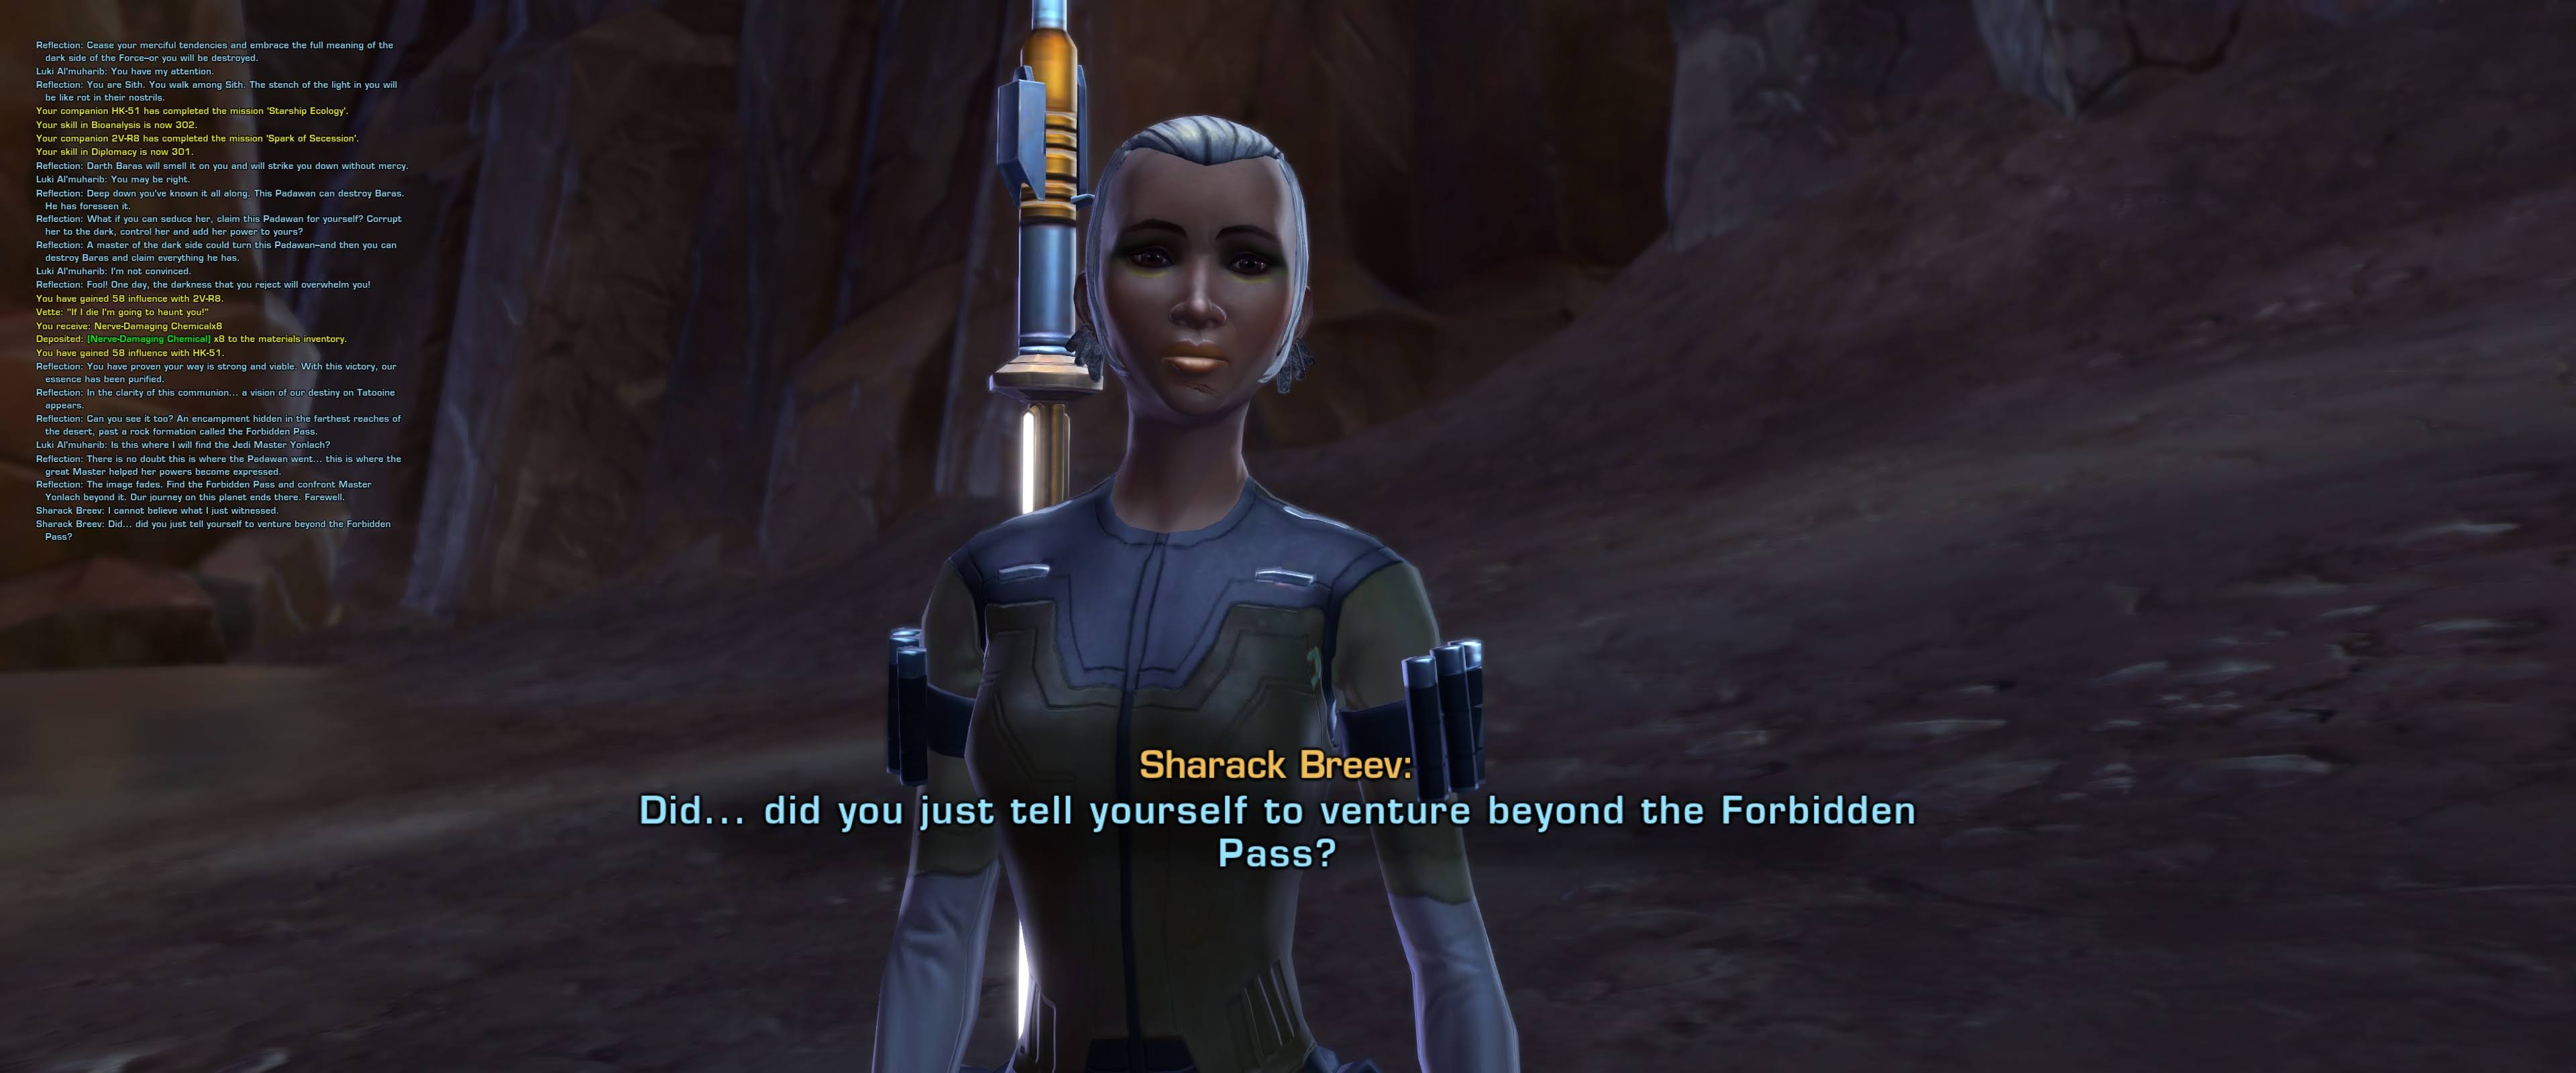 Reflection: Cease your merciful tendencies and embrace the full meaning of the
dark side of the Force—or you will be destroyed.
Luki Al'muharib: You have my attention.
Reflection: You are Sith. You walk among Sith. The stench of the light in you will
be like rot in their nostrils.
Your companion HK-51 has completed the mission 'Starship Ecology'.
Your skill in Bioanalysis is now 302.
Your companion 2V-R8 has completed the mission 'Spark of Secession'.
Your skill in Diplomacy is now 301.
Reflection: Darth Baras will smell it on you and will strike you down without mercy.
Luki Al'muharib: You may be right.
Reflection: Deep down you've known it all along. This Padawan can destroy Baras.
He has foreseen it.
Reflection: What if you can seduce her, claim this Padawan for yourself? Corrupt
her to the dark, control her and add her power to yours?
Reflection: A master of the dark side could turn this Padawan—and then you can
destroy Baras and claim everything he has.
Luki Al'muharib: I'm not convinced.
Reflection: Fool! One day, the darkness that you reject will overwhelm you!
You have gained 58 influence with 2V-R8.
Vette: "If I die I'm going to haunt you!"
You receive: Nerve-Damaging Chemicalx8
Deposited: [Nerve-Damaging Chemical] x8 to the materials inventory.
You have gained 58 influence with HK-51.
Reflection: You have proven your way is strong and viable. With this victory, our
essence has been purified.
Reflection: In the clarity of this communion... a vision of our destiny on Tatooine
appears.
Reflection: Can you see it too? An encampment hidden in the farthest reaches of
the desert, past a rock formation called the Forbidden Pass.
Luki Al'muharib: Is this where I will find the Jedi Master Yonlach?
Reflection: There is no doubt this is where the Padawan went... this is where the
great Master helped her powers become expressed.
Reflection: The image fades. Find the Forbidden Pass and confront Master
Yonlach beyond it. Our journey on this planet ends there. Farewell.
Sharack Breev: I cannot believe what I just witnessed.
Sharack Breev: Did... did you just tell yourself to venture beyond the Forbidden
Pass?
Sharack Breev:
Did... did you just tell yourself to venture beyond the Forbidden
Pass?